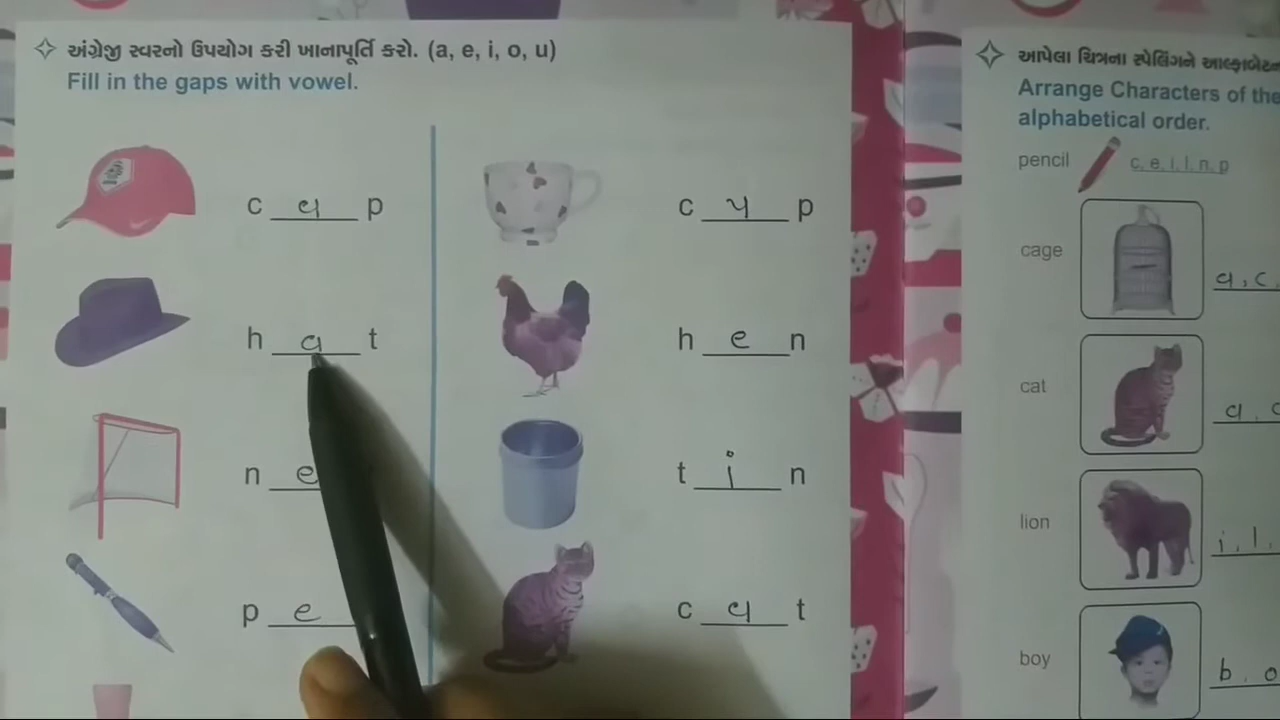 અંગ્રેજી સ્વરનો ઉપયોગ કરી ખાનાપૂર્તિ કરો. (a, e, i, o, u)
Fill in the gaps with vowel.
c a p
c u p
h a t
h e n
n e
t i n
p e
c a t
આપેલા ચિત્રના સ્પેલિંગને
Arrange Characters of the
alphabetical order.
pencil c, e, i, l, n, p
cage a, c,
cat a, c
lion i, l,
boy b, o